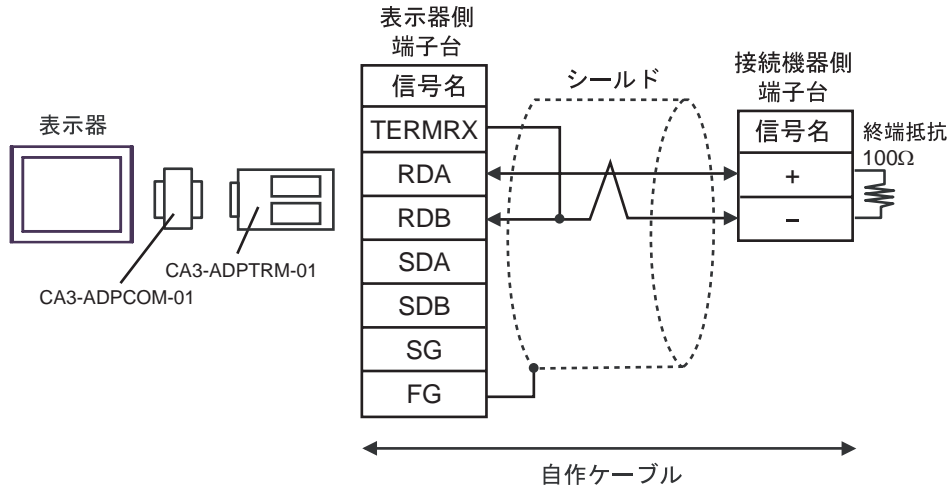 表示器
CA3-ADPCOM-01
CA3-ADPTRM-01
表示器側
端子台
信号名
TERMRX
RDA
RDB
SDA
SDB
SG
FG
シールド
接続機器側
端子台
信号名
+
−
終端抵抗
100Ω
自作ケーブル